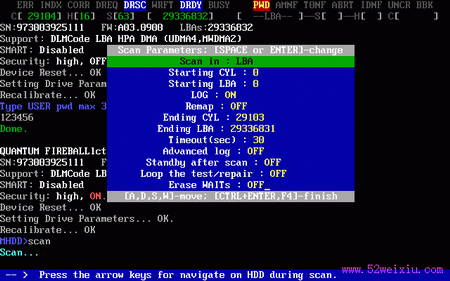 ERR INDX CORR DREQ DRSC WRFT DRDY BUSY PWD AMNF TONF ABRT IDNF UNCR BBK
C[ 29104] H[16] S[63] [ 29336832] [ --LBA-- ] --S-- [ ] C[ ] H[ ]
SN:973003925111 FW:A03.0900 LBAs:29336832
Support: DLMCode LBA HPA DMA (UDMA4,MWDMA2)
SMART: Disabled
Security: high, OFF
Device Reset... OK
Recalibrate... OK
Type USER pwd max 3
123456
Done.
QUANTUM FIREBALLlct
SN:973003925111 F
Support: DLMCode LB
SMART: Disabled
Security: high, ON.
Device Reset... OK
Setting Drive Parameters... OK.
Recalibrate... OK
MHDD>scan
Scan...
Scan Parameters; [SPACE or ENTER]-change
Scan in : LBA
Starting CYL : 0
Starting LBA : 0
LOG : ON
Remap : OFF
Ending CYL : 29103
Ending LBA : 29336831
Timeout(sec) : 30
Advanced log : OFF
Standby after scan : OFF
Loop the test/repair : OFF
Erase WAITs : OFF_
[A,D,S,W]-move; [CTRL+ENTER,F4]-finish
www.52weixiu.com
-- > Press the arrow keys for navigate on HDD during scan.